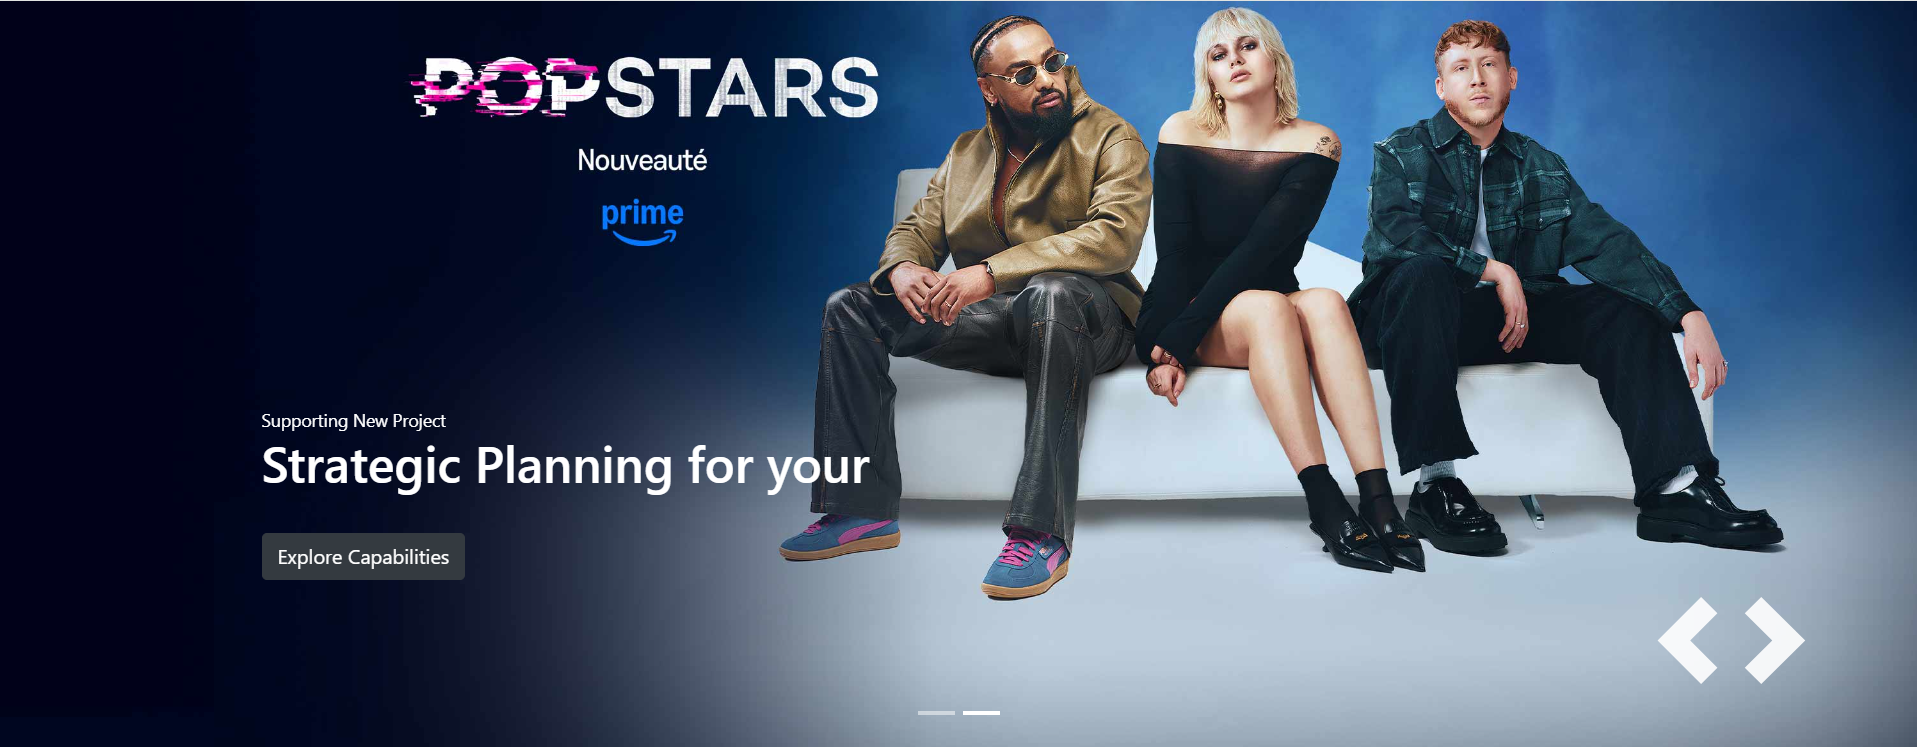 POPSTARS
Nouveauté
prime
Supporting New Project
Strategic Planning for your
Explore Capabilities